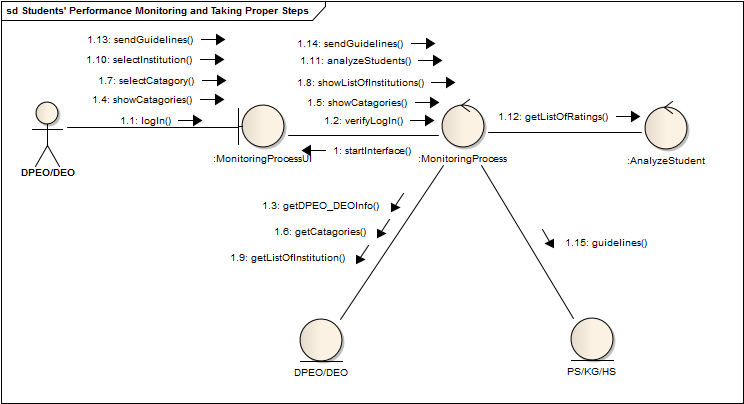 sd Students' Performance Monitoring and Taking Proper Steps
1.13: sendGuidelines()
1.10: selectInstitution()
1.7: selectCatagory()
1.4: showCatagories()
1.1: logIn()
1.14: sendGuidelines()
1.11: analyzeStudents()
1.8: showListOfInstitutions()
1.5: showCatagories()
1.2: verifyLogIn()
1: startInterface()
1.12: getListOfRatings()
DPEO/DEO
:MonitoringProcessUI
:MonitoringProcess
:AnalyzeStudent
1.3: getDPEO_DEOInfo()
1.6: getCatagories()
1.9: getListOfInstitution()
1.15: guidelines()
DPEO/DEO
PS/KG/HS